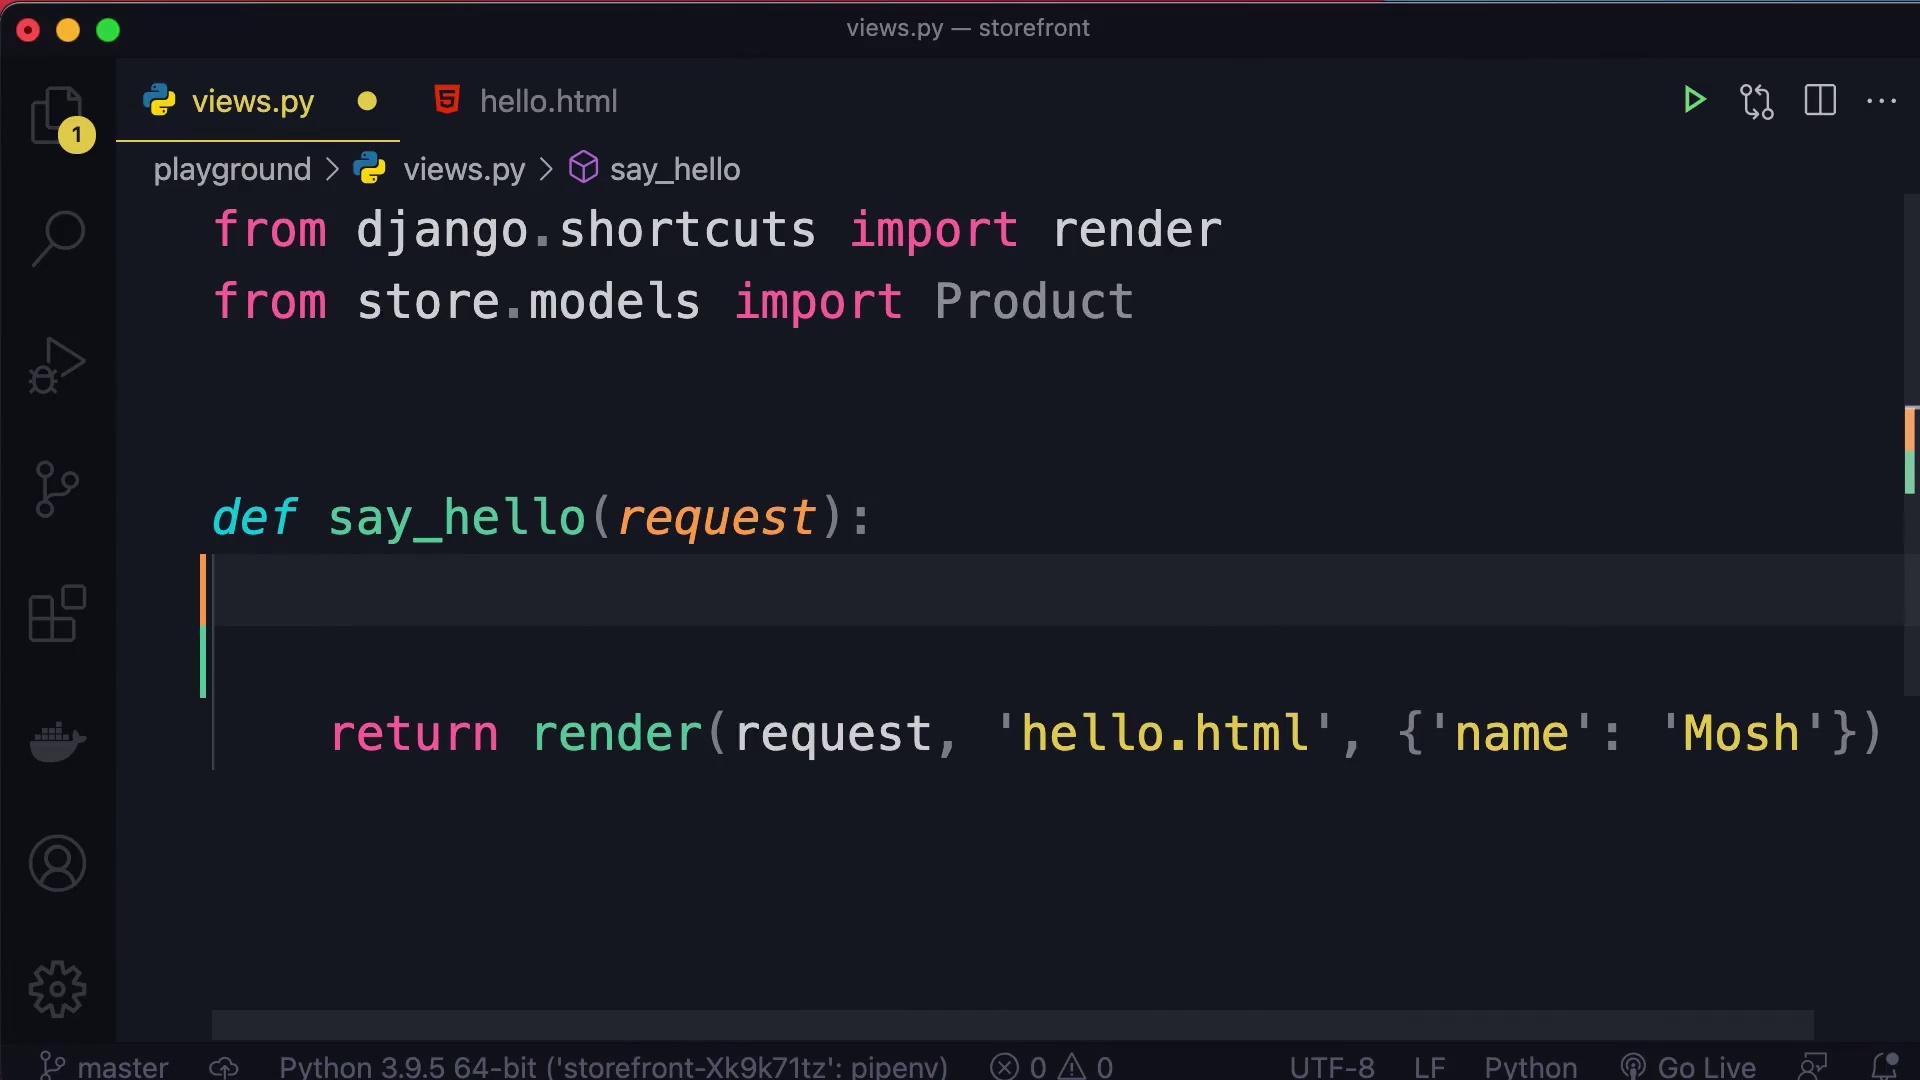 views.py — storefront
views.py
hello.html
1
playground > views.py > say_hello
from django.shortcuts import render
from store.models import Product
def say_hello(request):
return render(request, 'hello.html', {'name': 'Mosh'})
master Python 3.9.5 64-bit ('storefront-Xk9k71tz': pipenv) 0 0 UTF-8 LF Python Go Live